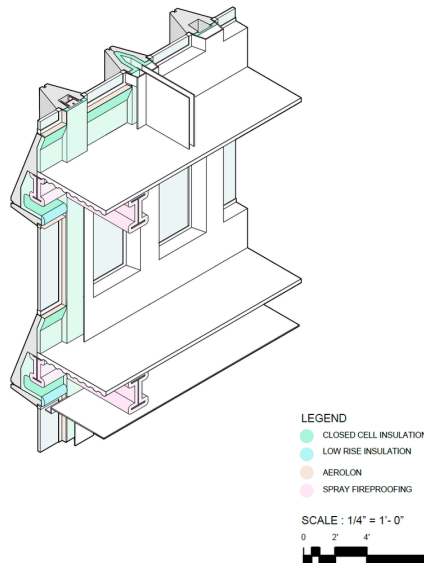 LEGEND
CLOSED CELL INSULATION
LOW RISE INSULATION
AEROLON
SPRAY FIREPROOFING
SCALE : 1/4" = 1'- 0"
0 2' 4'